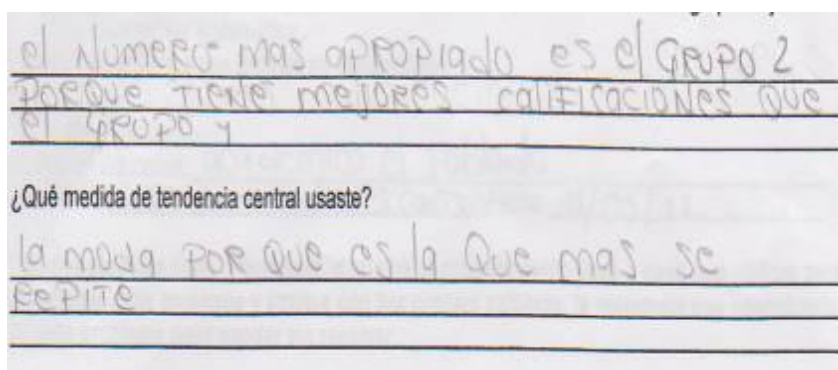 el Numero mas apropiado es el GRUPO 2
PORQUE TIENE mejores calificaciones QUE
el GRUPO y
¿Qué medida de tendencia central usaste?
la moda POR QUE es la Que mas se
REPITE